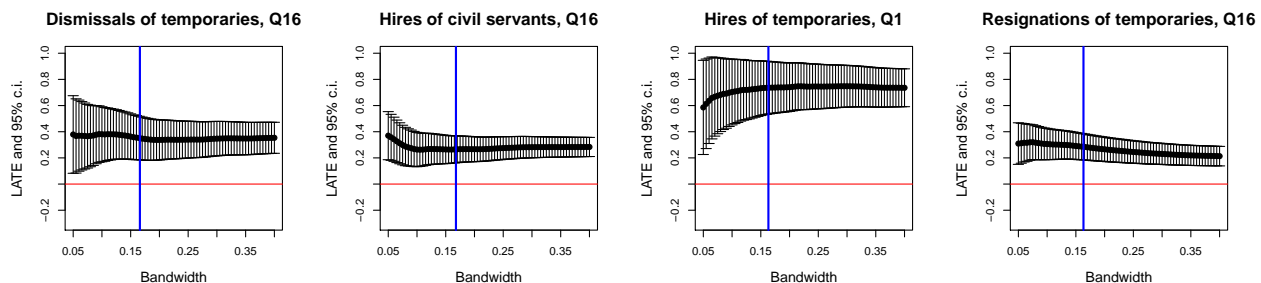 Dismissals of temporaries, Q16
LATE and 95% c.i.
−0.2 0.2 0.4 0.6 0.8 1.0
0.05 0.15 0.25 0.35
Bandwidth
Hires of civil servants, Q16
LATE and 95% c.i.
−0.2 0.2 0.4 0.6 0.8 1.0
0.05 0.15 0.25 0.35
Bandwidth
Hires of temporaries, Q1
LATE and 95% c.i.
−0.2 0.2 0.4 0.6 0.8 1.0
0.05 0.15 0.25 0.35
Bandwidth
Resignations of temporaries, Q16
LATE and 95% c.i.
−0.2 0.2 0.4 0.6 0.8 1.0
0.05 0.15 0.25 0.35
Bandwidth